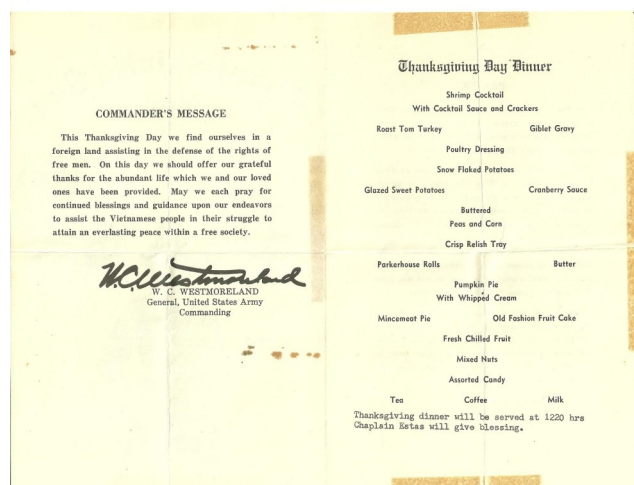 COMMANDER'S MESSAGE
This Thanksgiving Day we find ourselves in a
foreign land assisting in the defense of the rights of
free men. On this day we should offer our grateful
thanks for the abundant life which we and our loved
ones have been provided. May we each pray for
continued blessings and guidance upon our endeavors
to assist the Vietnamese people in their struggle to
attain an everlasting peace within a free society.
W.C. Westmoreland
W. C. WESTMORELAND
General, United States Army
Commanding
Thanksgiving Day Dinner
Shrimp Cocktail
With Cocktail Sauce and Crackers
Roast Tom Turkey Giblet Gravy
Poultry Dressing
Snow Flaked Potatoes
Glazed Sweet Potatoes Cranberry Sauce
Buttered
Peas and Corn
Crisp Relish Tray
Parkerhouse Rolls Butter
Pumpkin Pie
With Whipped Cream
Mincemeat Pie Old Fashion Fruit Cake
Fresh Chilled Fruit
Mixed Nuts
Assorted Candy
Tea Coffee Milk
Thanksgiving dinner will be served at 1220 hrs
Chaplain Estas will give blessing.